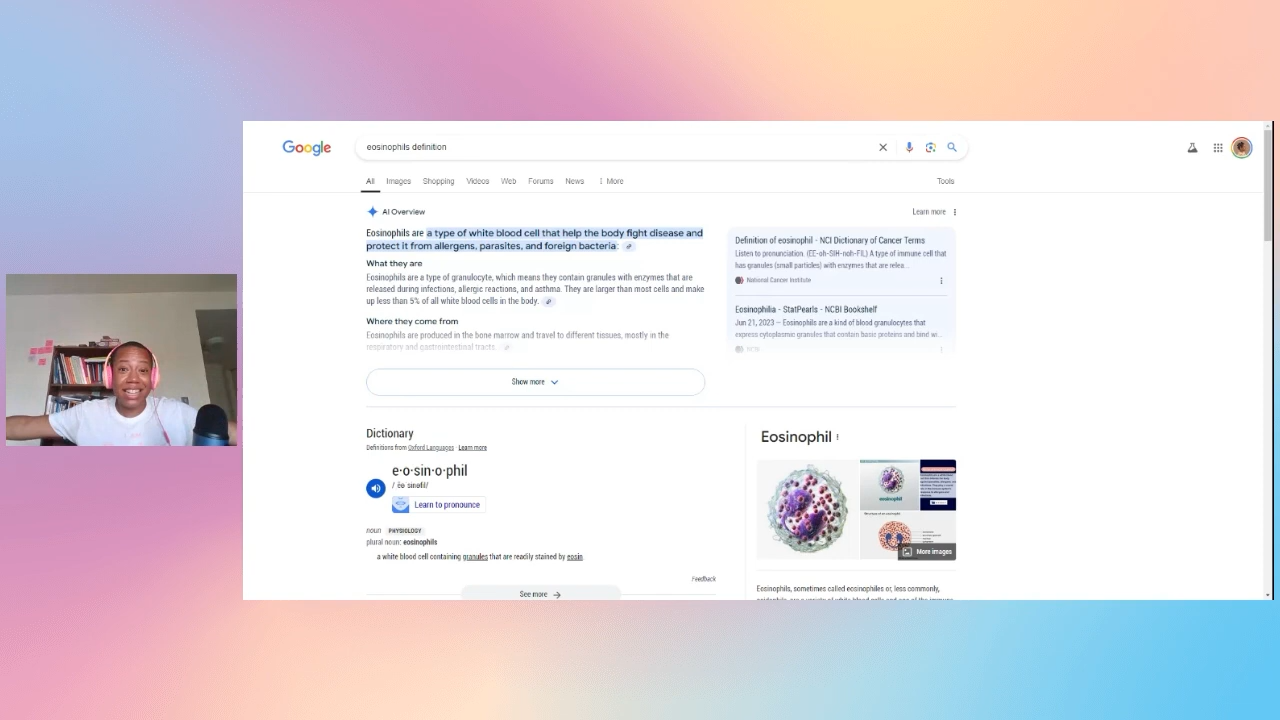 Google
eosinophils definition
All Images Shopping Videos Web Forums News More Tools
AI Overview
Learn more
Eosinophils are a type of white blood cell that help the body fight disease and
protect it from allergens, parasites, and foreign bacteria:
What they are
Eosinophils are a type of granulocyte, which means they contain granules with enzymes that are
released during infections, allergic reactions, and asthma. They are larger than most cells and make
up less than 5% of all white blood cells in the body.
Where they come from
Eosinophils are produced in the bone marrow and travel to different tissues, mostly in the
respiratory and gastrointestinal tracts.
Show more
Definition of eosinophil - NCI Dictionary of Cancer Terms
Listen to pronunciation. (EE-oh-SIH-noh-FIL) A type of immune cell that
has granules (small particles) with enzymes that are relea...
National Cancer Institute
Eosinophilia - StatPearls - NCBI Bookshelf
Jun 21, 2023 — Eosinophils are a kind of blood granulocytes that
express cytoplasmic granules that contain basic proteins and bind wi...
Dictionary
Definitions from Oxford Languages · Learn more
e·o·sin·o·phil
Learn to pronounce
noun PHYSIOLOGY
plural noun: eosinophils
a white blood cell containing granules that are readily stained by eosin.
Feedback
See more
Eosinophil
eosinophil
More images
Eosinophils, sometimes called eosinophiles or, less commonly,